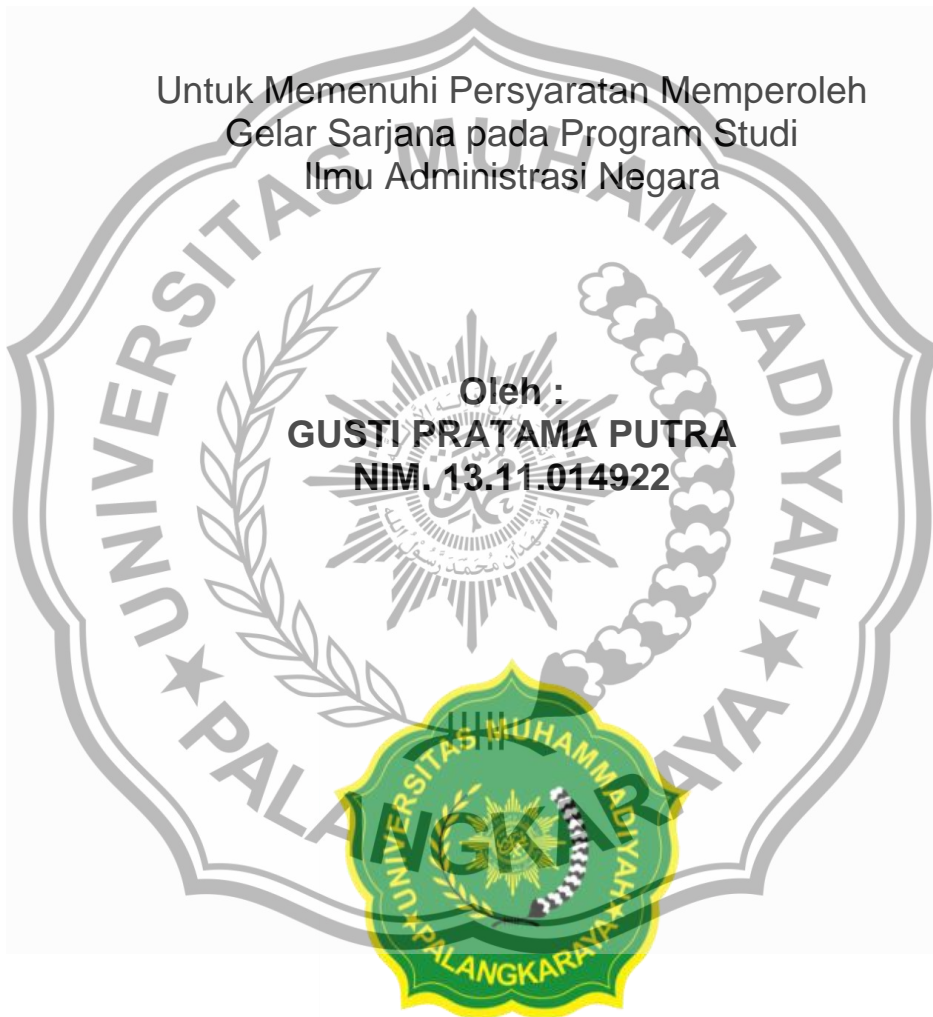 Untuk Memenuhi Persyaratan Memperoleh
Gelar Sarjana pada Program Studi
Ilmu Administrasi Negara
Oleh :
GUSTI PRATAMA PUTRA
NIM. 13.11.014922
UNIVERSITAS MUHAMMADIYAH
PALANGKARAYA
UNIVERSITAS MUHAMMADIYAH
PALANGKARAYA